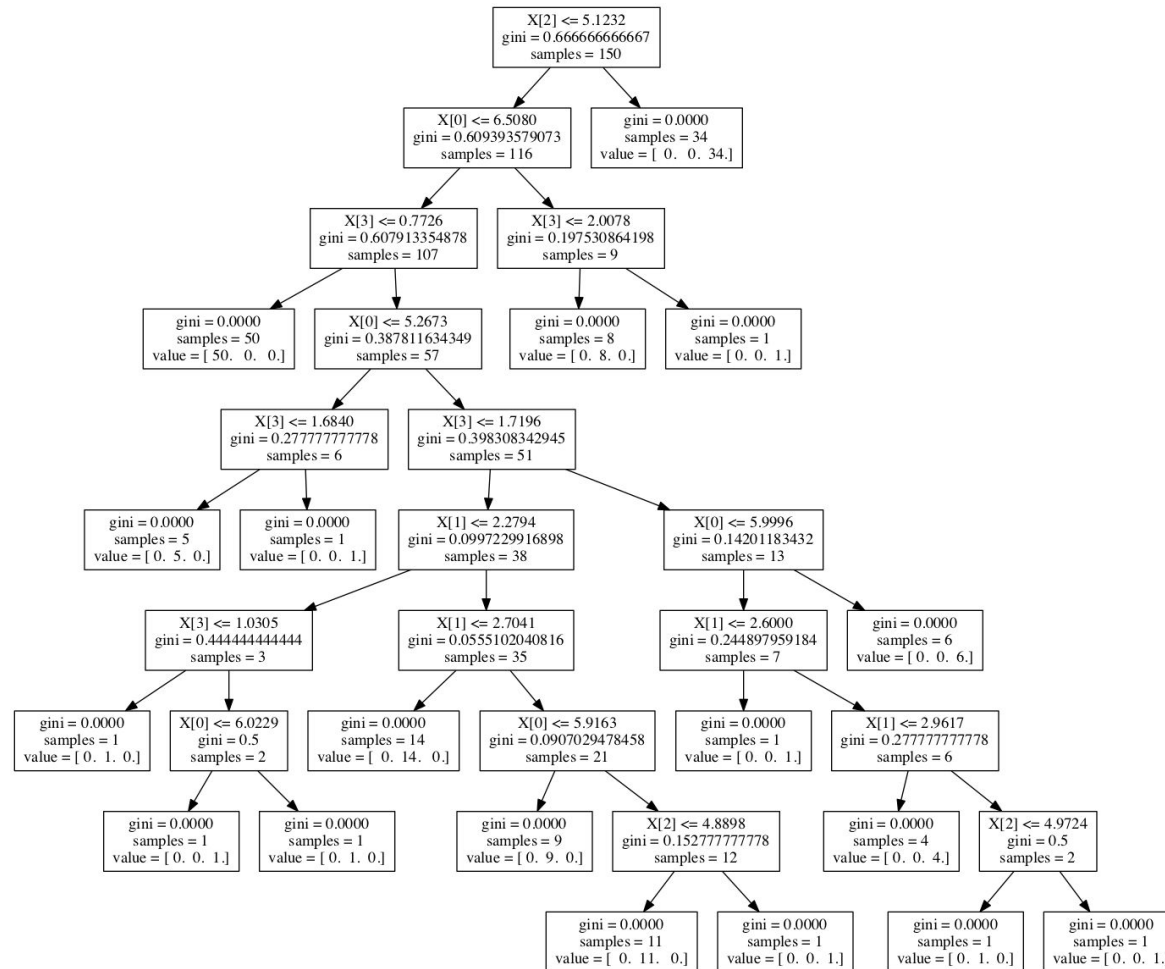 X[2] <= 5.1232
gini = 0.666666666667
samples = 150
X[0] <= 6.5080
gini = 0.609393579073
samples = 116
gini = 0.0000
samples = 34
value = [ 0. 0. 34.]
X[3] <= 0.7726
gini = 0.607913354878
samples = 107
X[3] <= 2.0078
gini = 0.197530864198
samples = 9
gini = 0.0000
samples = 50
value = [ 50. 0. 0.]
X[0] <= 5.2673
gini = 0.387811634349
samples = 57
gini = 0.0000
samples = 8
value = [ 0. 8. 0.]
gini = 0.0000
samples = 1
value = [ 0. 0. 1.]
X[3] <= 1.6840
gini = 0.277777777778
samples = 6
X[3] <= 1.7196
gini = 0.398308342945
samples = 51
gini = 0.0000
samples = 5
value = [ 0. 5. 0.]
gini = 0.0000
samples = 1
value = [ 0. 0. 1.]
X[1] <= 2.2794
gini = 0.0997229916898
samples = 38
X[0] <= 5.9996
gini = 0.14201183432
samples = 13
X[3] <= 1.0305
gini = 0.444444444444
samples = 3
X[1] <= 2.7041
gini = 0.0555102040816
samples = 35
X[1] <= 2.6000
gini = 0.244897959184
samples = 7
gini = 0.0000
samples = 6
value = [ 0. 0. 6.]
gini = 0.0000
samples = 1
value = [ 0. 1. 0.]
X[0] <= 6.0229
gini = 0.5
samples = 2
gini = 0.0000
samples = 14
value = [ 0. 14. 0.]
X[0] <= 5.9163
gini = 0.0907029478458
samples = 21
gini = 0.0000
samples = 1
value = [ 0. 0. 1.]
X[1] <= 2.9617
gini = 0.277777777778
samples = 6
gini = 0.0000
samples = 1
value = [ 0. 0. 1.]
gini = 0.0000
samples = 1
value = [ 0. 1. 0.]
gini = 0.0000
samples = 9
value = [ 0. 9. 0.]
X[2] <= 4.8898
gini = 0.152777777778
samples = 12
gini = 0.0000
samples = 4
value = [ 0. 0. 4.]
X[2] <= 4.9724
gini = 0.5
samples = 2
gini = 0.0000
samples = 11
value = [ 0. 11. 0.]
gini = 0.0000
samples = 1
value = [ 0. 0. 1.]
gini = 0.0000
samples = 1
value = [ 0. 1. 0.]
gini = 0.0000
samples = 1
value = [ 0. 0. 1.